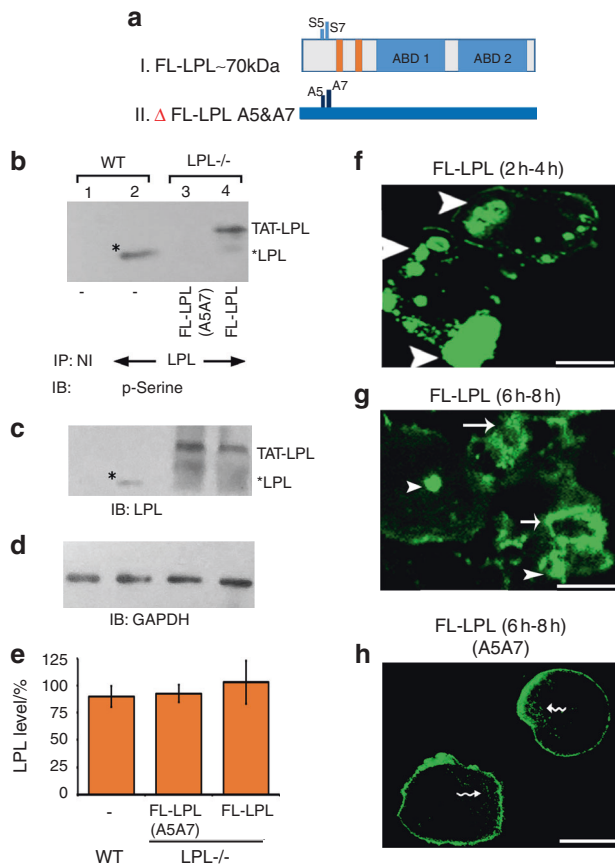 a
S5 S7
I. FL-LPL~70kDa
ABD 1 ABD 2
A5 A7
II. Δ FL-LPL A5&A7
b
WT LPL-/-
1 2 3 4
TAT-LPL
*
*LPL
- - FL-LPL (A5A7) FL-LPL
IP: NI LPL
IB: p-Serine
c
TAT-LPL
*
*LPL
IB: LPL
d
IB: GAPDH
e
LPL level/%
125
100
75
50
25
0
- FL-LPL (A5A7) FL-LPL
WT LPL-/-
f
FL-LPL (2 h-4 h)
g
FL-LPL (6 h-8 h)
FL-LPL (6 h-8 h)
(A5A7)
h